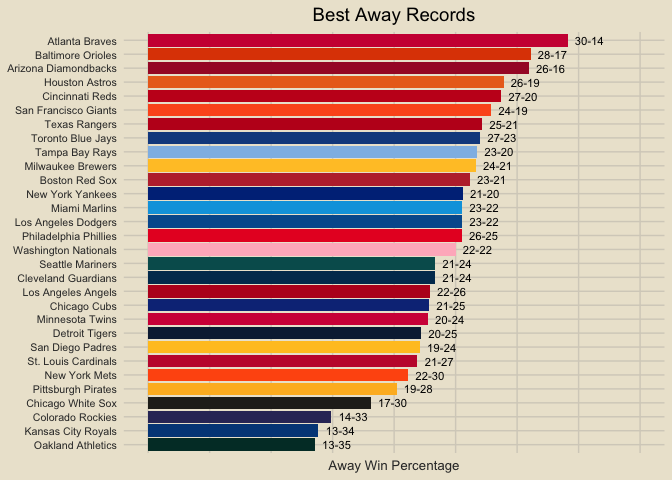 Best Away Records
Atlanta Braves 30-14
Baltimore Orioles 28-17
Arizona Diamondbacks 26-16
Houston Astros 26-19
Cincinnati Reds 27-20
San Francisco Giants 24-19
Texas Rangers 25-21
Toronto Blue Jays 27-23
Tampa Bay Rays 23-20
Milwaukee Brewers 24-21
Boston Red Sox 23-21
New York Yankees 21-20
Miami Marlins 23-22
Los Angeles Dodgers 23-22
Philadelphia Phillies 26-25
Washington Nationals 22-22
Seattle Mariners 21-24
Cleveland Guardians 21-24
Los Angeles Angels 22-26
Chicago Cubs 21-25
Minnesota Twins 20-24
Detroit Tigers 20-25
San Diego Padres 19-24
St. Louis Cardinals 21-27
New York Mets 22-30
Pittsburgh Pirates 19-28
Chicago White Sox 17-30
Colorado Rockies 14-33
Kansas City Royals 13-34
Oakland Athletics 13-35
Away Win Percentage